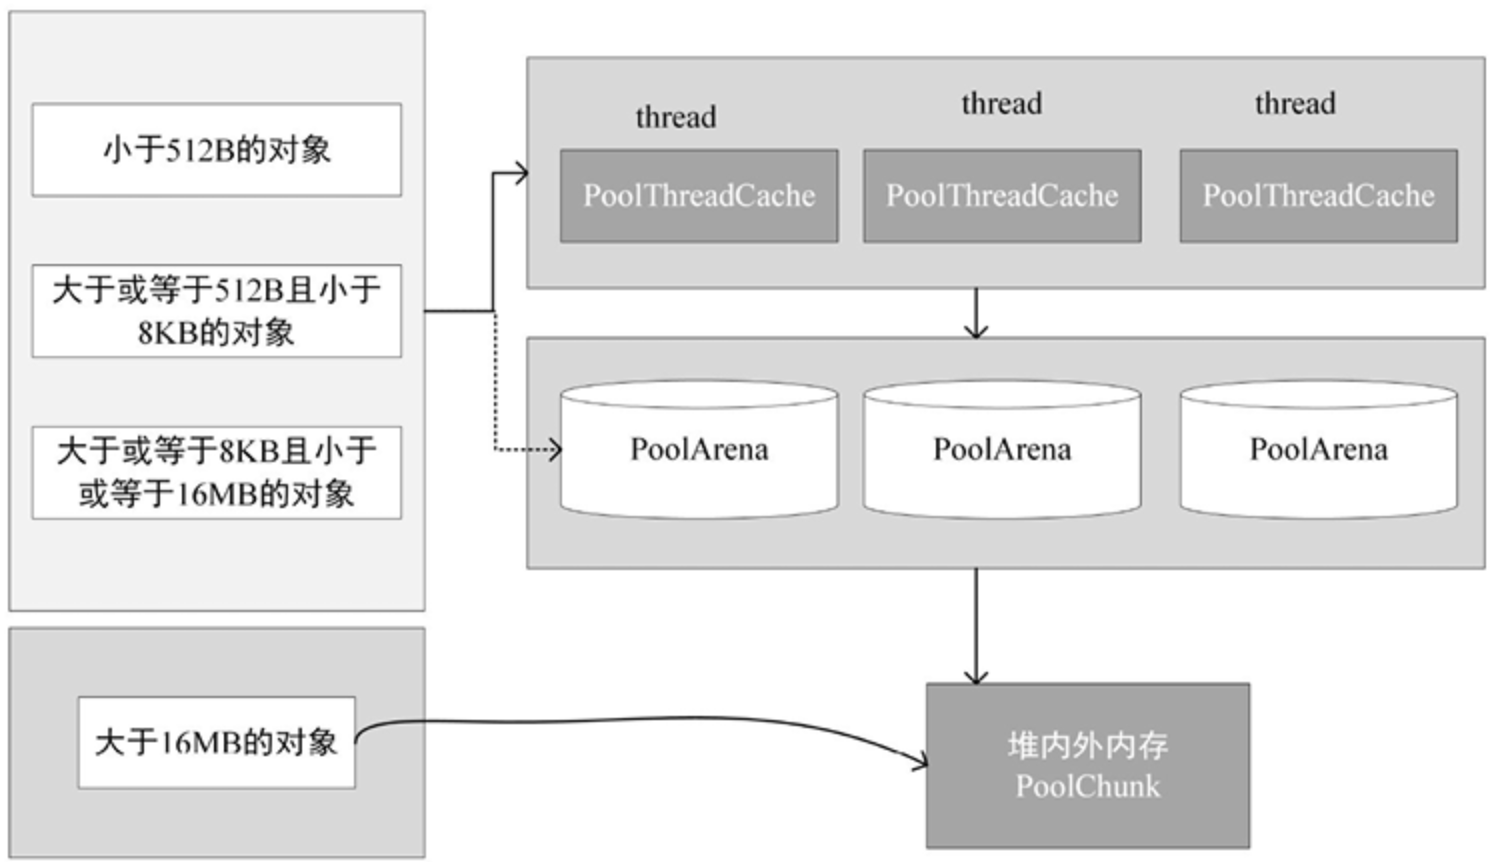 小于512B的对象
大于或等于512B且小于
8KB的对象
大于或等于8KB且小于
或等于16MB的对象
大于16MB的对象
thread
thread
thread
PoolThreadCache
PoolThreadCache
PoolThreadCache
PoolArena
PoolArena
PoolArena
堆内外内存
PoolChunk